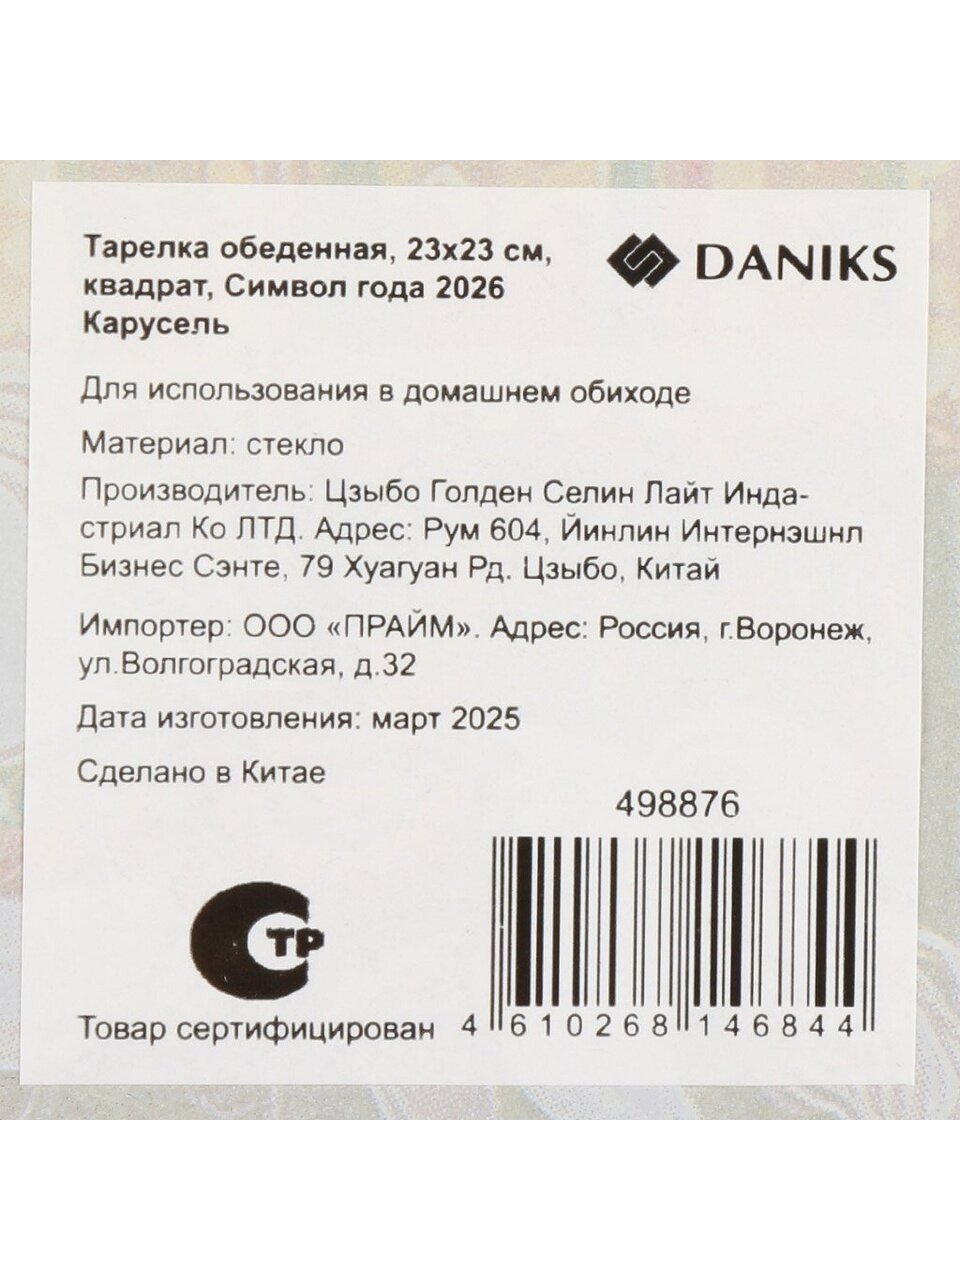 Тарелка обеденная, 23х23 см,
квадрат, Символ года 2026
Карусель
DANIKS
Для использования в домашнем обиходе
Материал: стекло
Производитель: Цзыбо Голден Селин Лайт Инда-
стриал Ко ЛТД. Адрес: Рум 604, Йинлин Интернэшнл
Бизнес Сэнте, 79 Хуагуан Рд. Цзыбо, Китай
Импортер: ООО «ПРАЙМ». Адрес: Россия, г.Воронеж,
ул.Волгоградская, д.32
Дата изготовления: март 2025
Сделано в Китае
498876
ТР
Товар сертифицирован
4 610268 146844